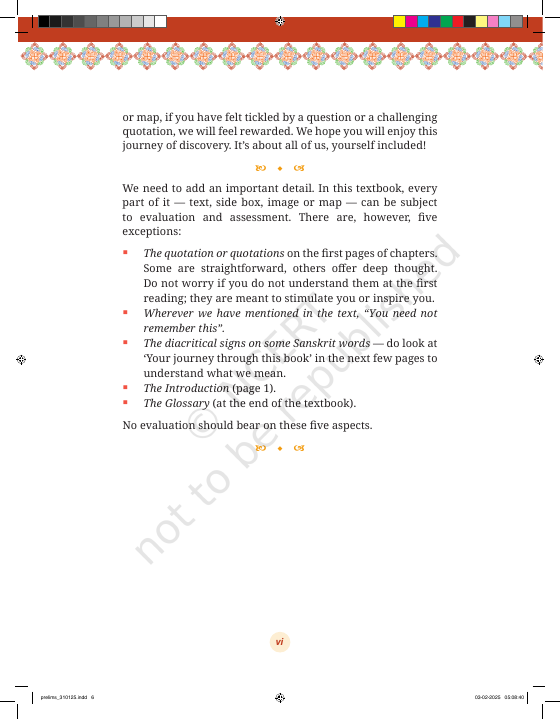 or map, if you have felt tickled by a question or a challenging
quotation, we will feel rewarded. We hope you will enjoy this
journey of discovery. It’s about all of us, yourself included!
We need to add an important detail. In this textbook, every
part of it — text, side box, image or map — can be subject
to evaluation and assessment. There are, however, five
exceptions:
The quotation or quotations on the first pages of chapters.
Some are straightforward, others offer deep thought.
Do not worry if you do not understand them at the first
reading; they are meant to stimulate you or inspire you.
Wherever we have mentioned in the text, “You need not
remember this”.
The diacritical signs on some Sanskrit words — do look at
‘Your journey through this book’ in the next few pages to
understand what we mean.
The Introduction (page 1).
The Glossary (at the end of the textbook).
No evaluation should bear on these five aspects.
© NCERT
not to be republished
vi
prelims_310125.indd 6
03-02-2025 05:08:40